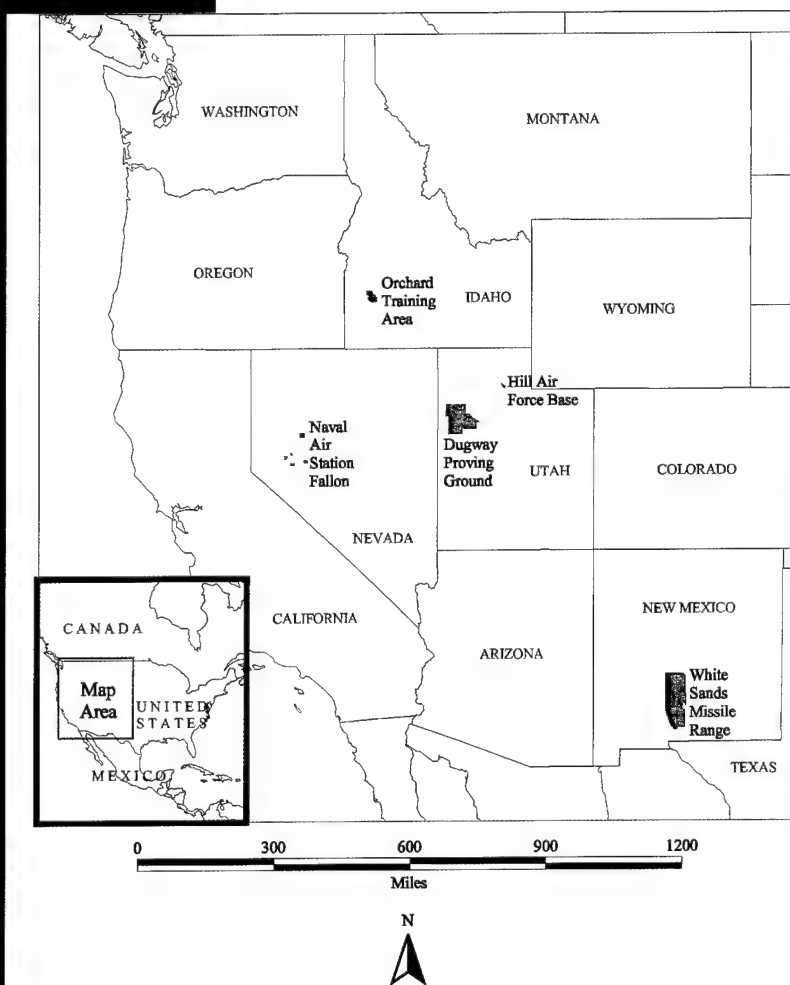 WASHINGTON
MONTANA
OREGON
Orchard
Training
Area
IDAHO
WYOMING
Hill Air
Force Base
Naval
Air
Station
Fallon
Dugway
Proving
Ground
UTAH
COLORADO
NEVADA
CALIFORNIA
ARIZONA
NEW MEXICO
White
Sands
Missile
Range
TEXAS
CANADA
Map
Area
UNITED
STATES
MEXICO
0 300 600 900 1200
Miles
N